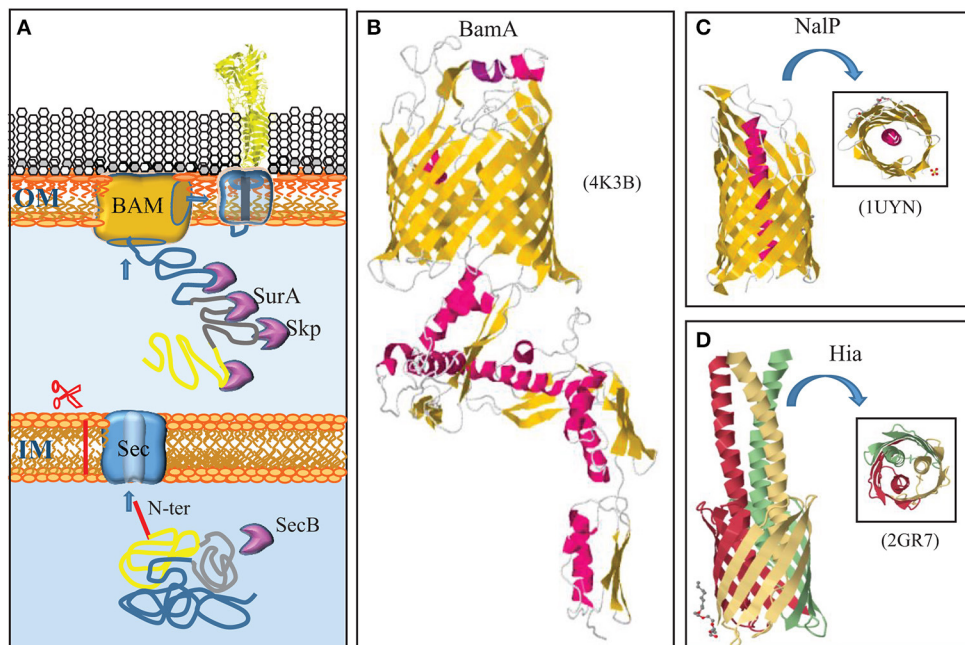 A
OM
BAM
SurA
Skp
IM
Sec
N-ter
SecB
B
BamA
(4K3B)
C
NalP
(1UYN)
D
Hia
(2GR7)